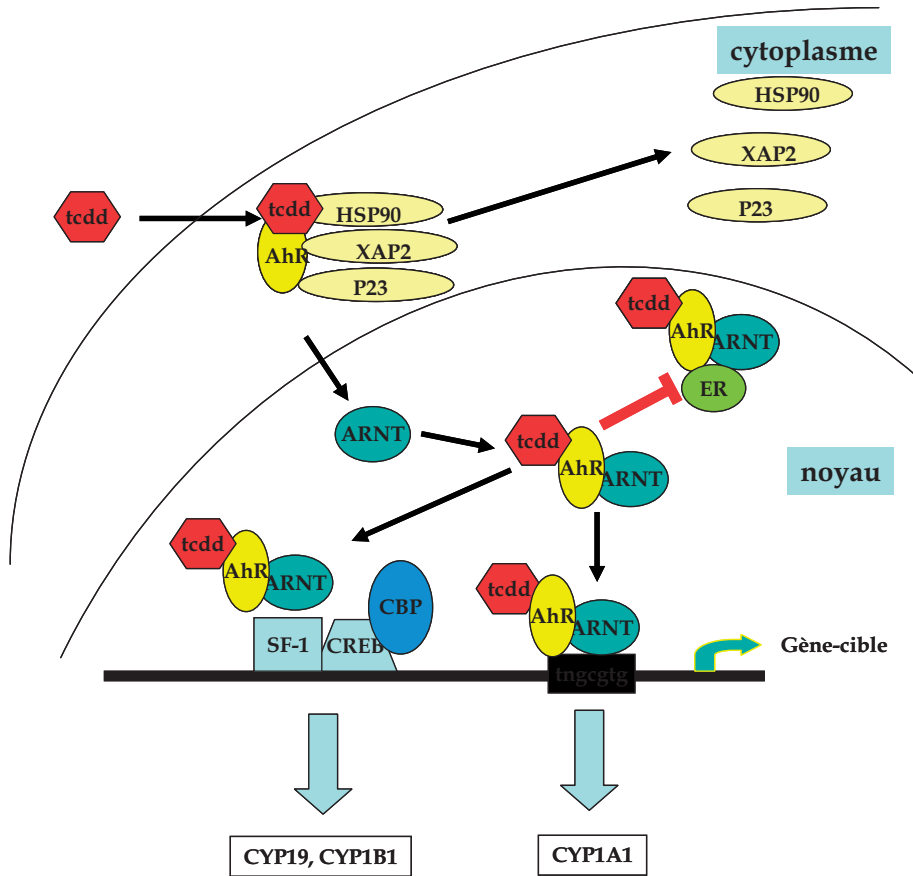 cytoplasme
HSP90
XAP2
P23
tcdd
tcdd
HSP90
AhR
XAP2
P23
tcdd
AhR
ARNT
ER
ARNT
tcdd
AhR
ARNT
noyau
tcdd
AhR
ARNT
CBP
SF-1
CREB
tcdd
AhR
ARNT
tngcgtg
Gène-cible
CYP19, CYP1B1
CYP1A1